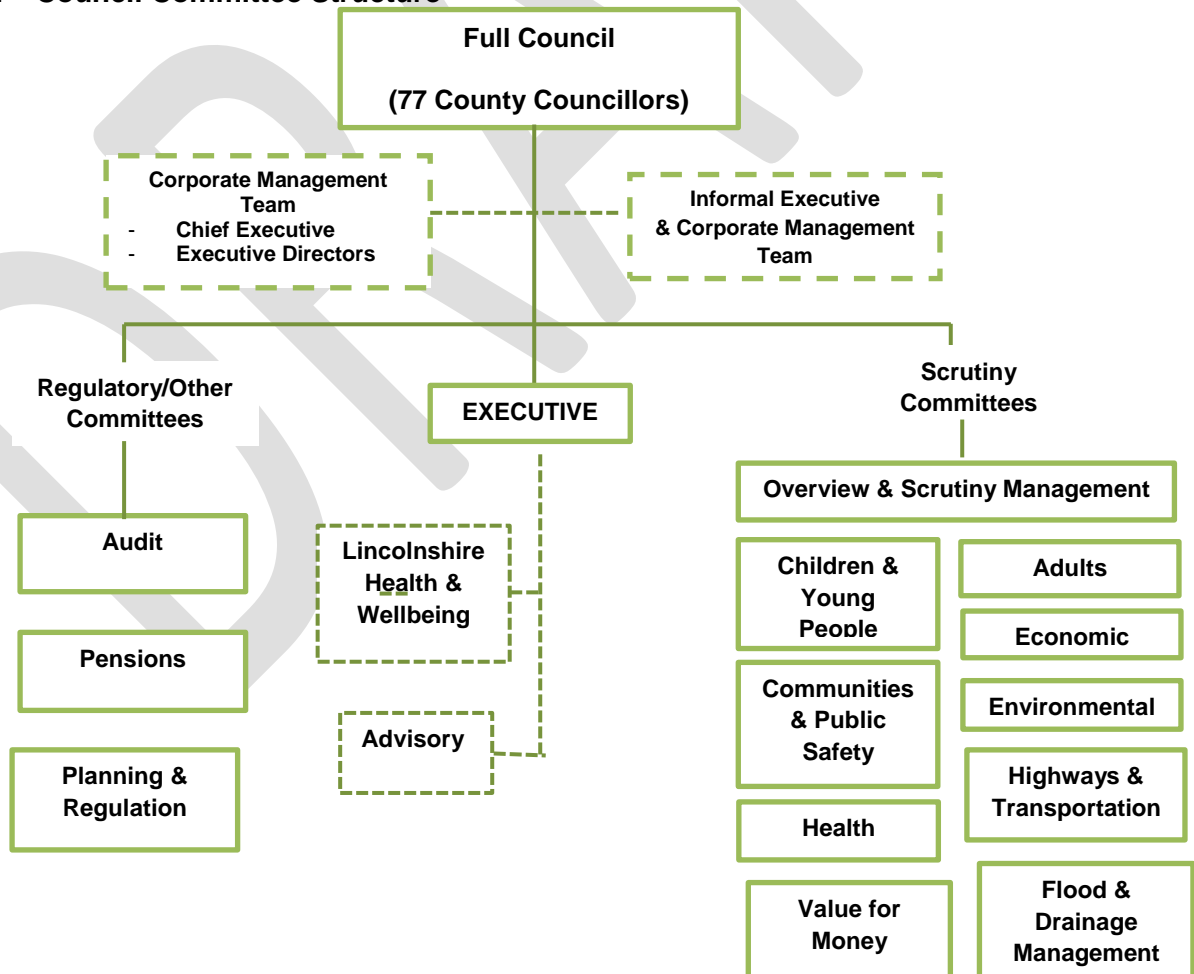 Council Committee Structure
Full Council
(77 County Councillors)
Corporate Management
Team
- Chief Executive
- Executive Directors
Informal Executive
& Corporate Management
Team
Regulatory/Other
Committees
EXECUTIVE
Scrutiny
Committees
Audit
Pensions
Planning &
Regulation
Lincolnshire
Health &
Wellbeing
Advisory
Overview & Scrutiny Management
Children &
Young
People
Adults
Economic
Communities
& Public
Safety
Environmental
Highways &
Transportation
Health
Value for
Money
Flood &
Drainage
Management